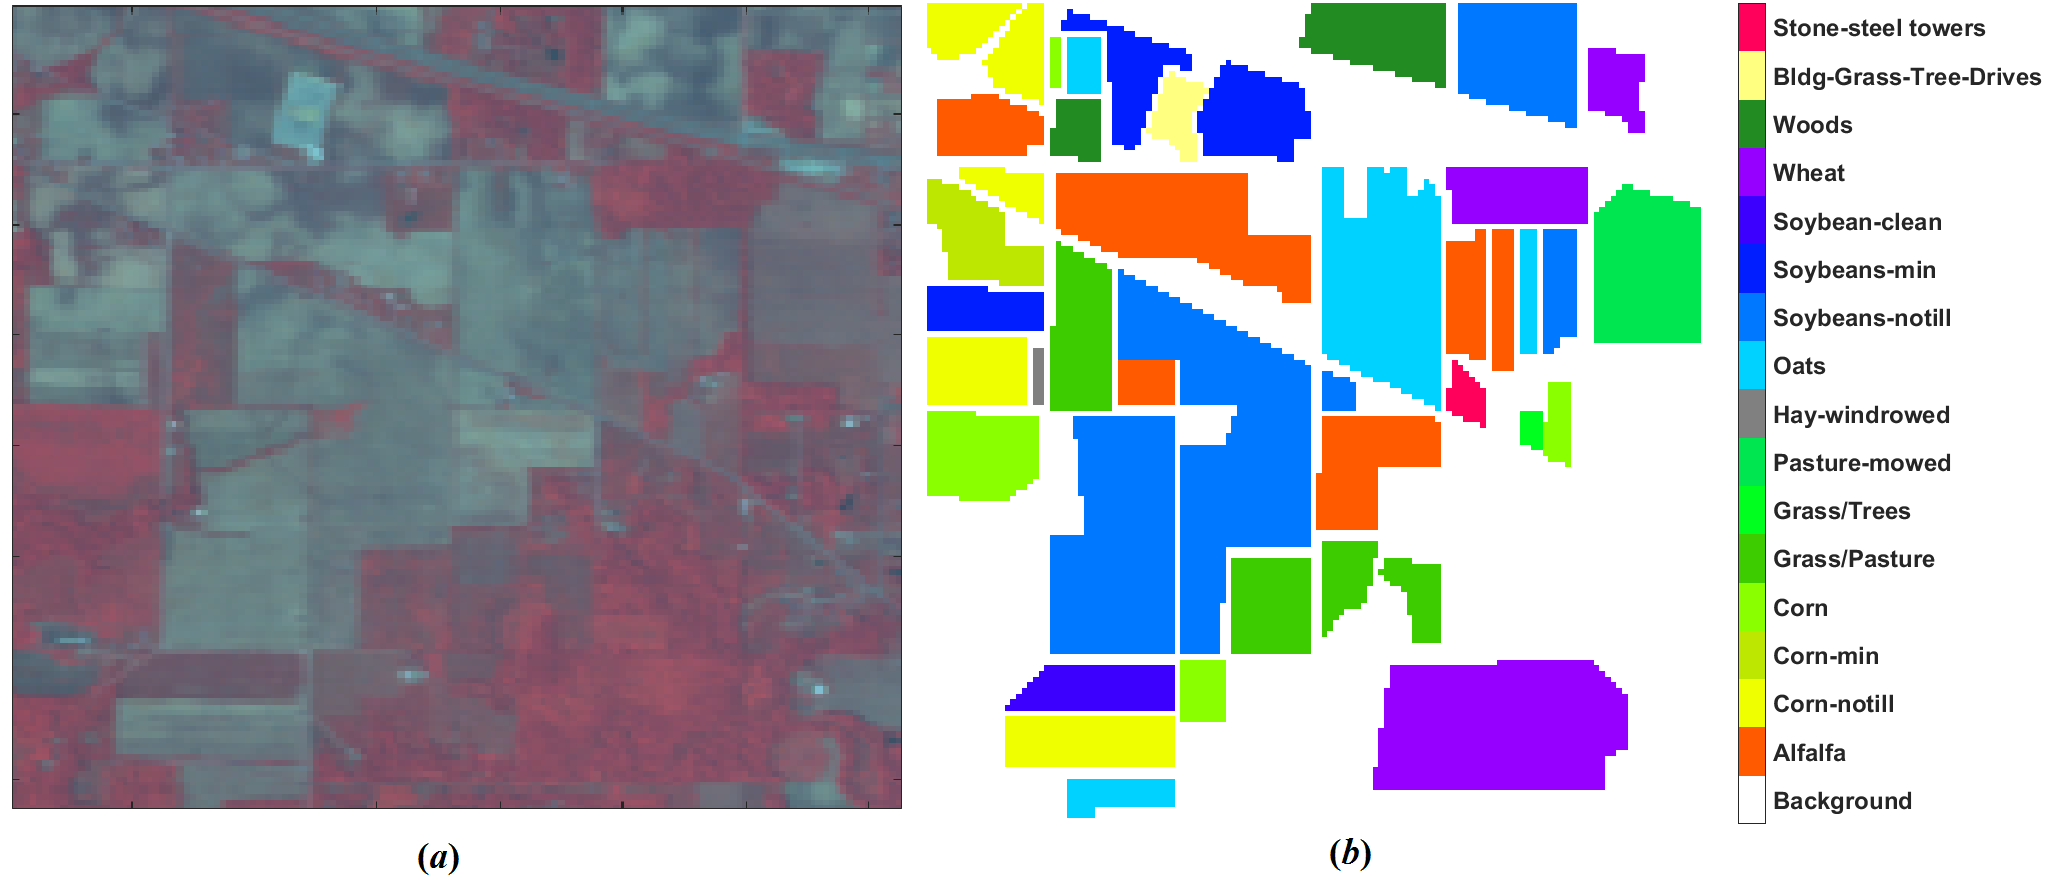 Stone-steel towers
Bldg-Grass-Tree-Drives
Woods
Wheat
Soybean-clean
Soybeans-min
Soybeans-notill
Oats
Hay-windrowed
Pasture-mowed
Grass/Trees
Grass/Pasture
Corn
Corn-min
Corn-notill
Alfalfa
Background
(a)
(b)